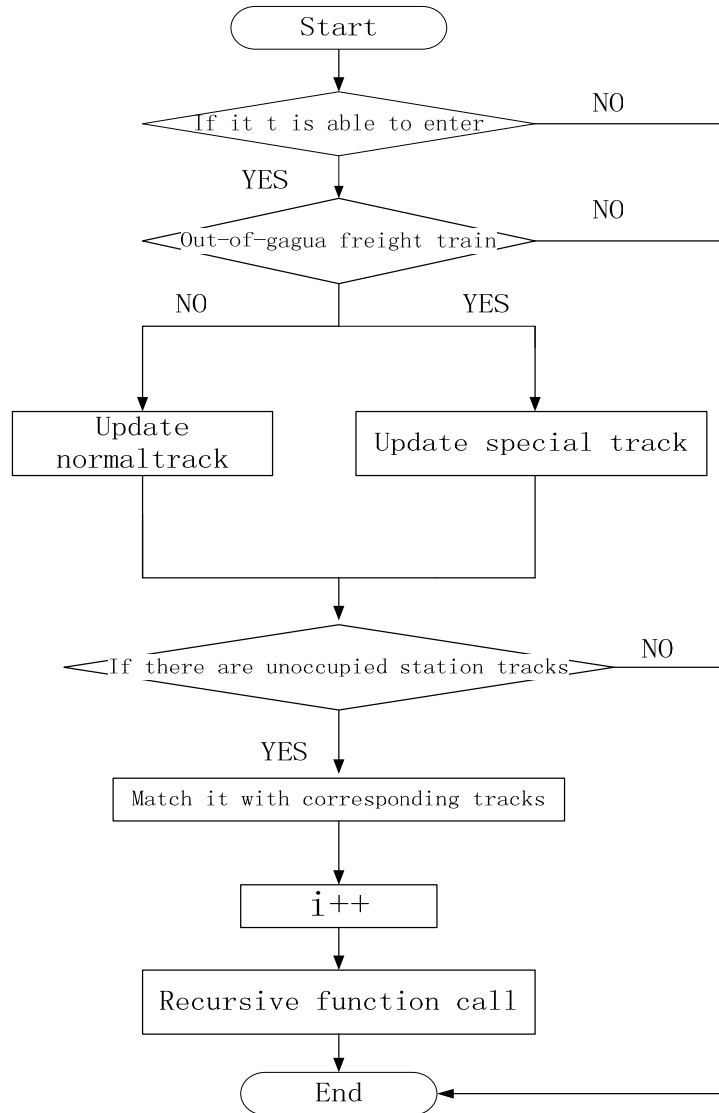 Start
If it t is able to enter
NO
YES
Out-of-gagua freight train
NO
NO
YES
Update
normaltrack
Update special track
If there are unoccupied station tracks
NO
YES
Match it with corresponding tracks
i++
Recursive function call
End